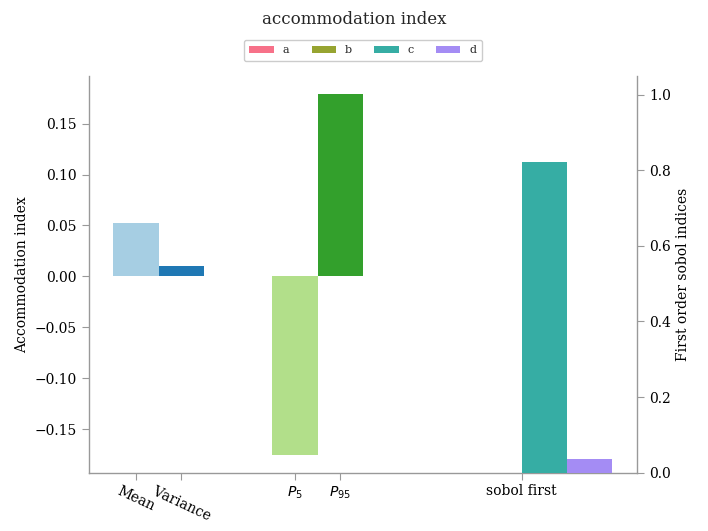 accommodation index
a b c d
0.15
0.10
0.05
0.00
−0.05
−0.10
−0.15
Accommodation index
1.0
0.8
0.6
0.4
0.2
0.0
First order sobol indices
Mean Variance P5 P95 sobol first